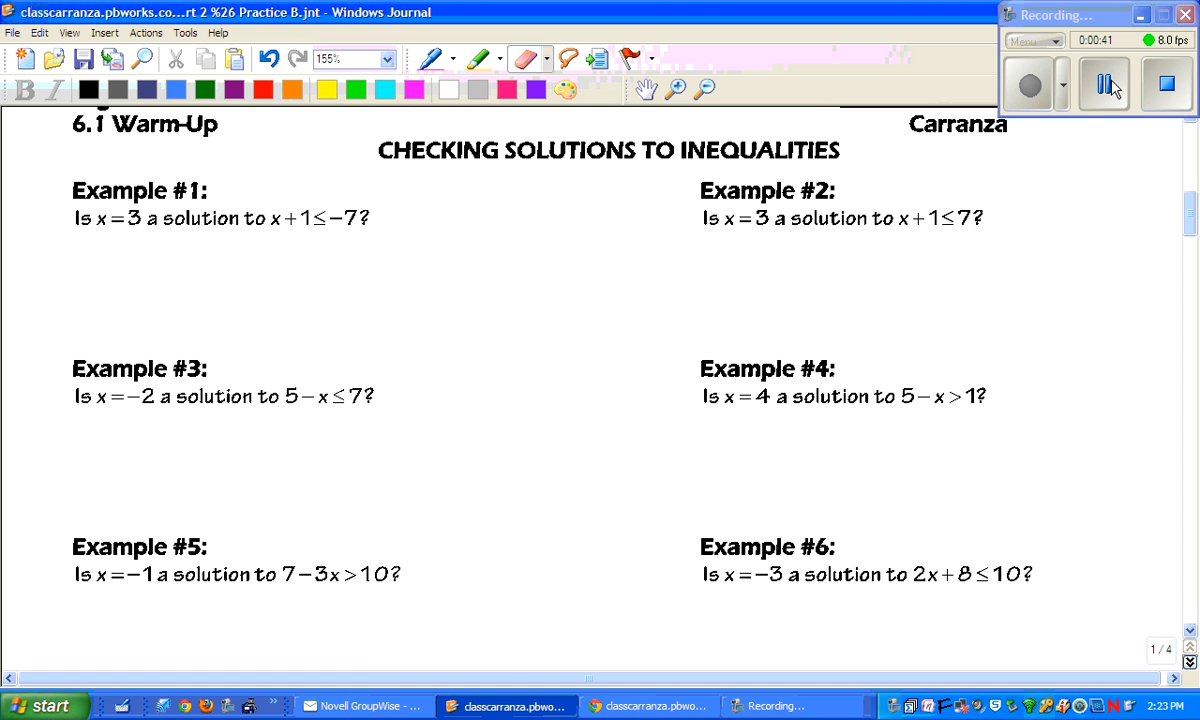 classcarranza.pbworks.co...rt 2 %26 Practice B.jnt - Windows Journal
Recording...
File Edit View Insert Actions Tools Help
Menu 0:00:41 8.0 fps
155%
B I
6.1 Warm-Up Carranza
CHECKING SOLUTIONS TO INEQUALITIES
Example #1: Example #2:
Is x = 3 a solution to x + 1 ≤ −7? Is x = 3 a solution to x + 1 ≤ 7?
Example #3: Example #4:
Is x = −2 a solution to 5 − x ≤ 7? Is x = 4 a solution to 5 − x > 1?
Example #5: Example #6:
Is x = −1 a solution to 7 − 3x > 10? Is x = −3 a solution to 2x + 8 ≤ 10?
1 / 4
start Novell GroupWise - ... classcarranza.pbwo... classcarranza.pbwo... Recording... 2:23 PM